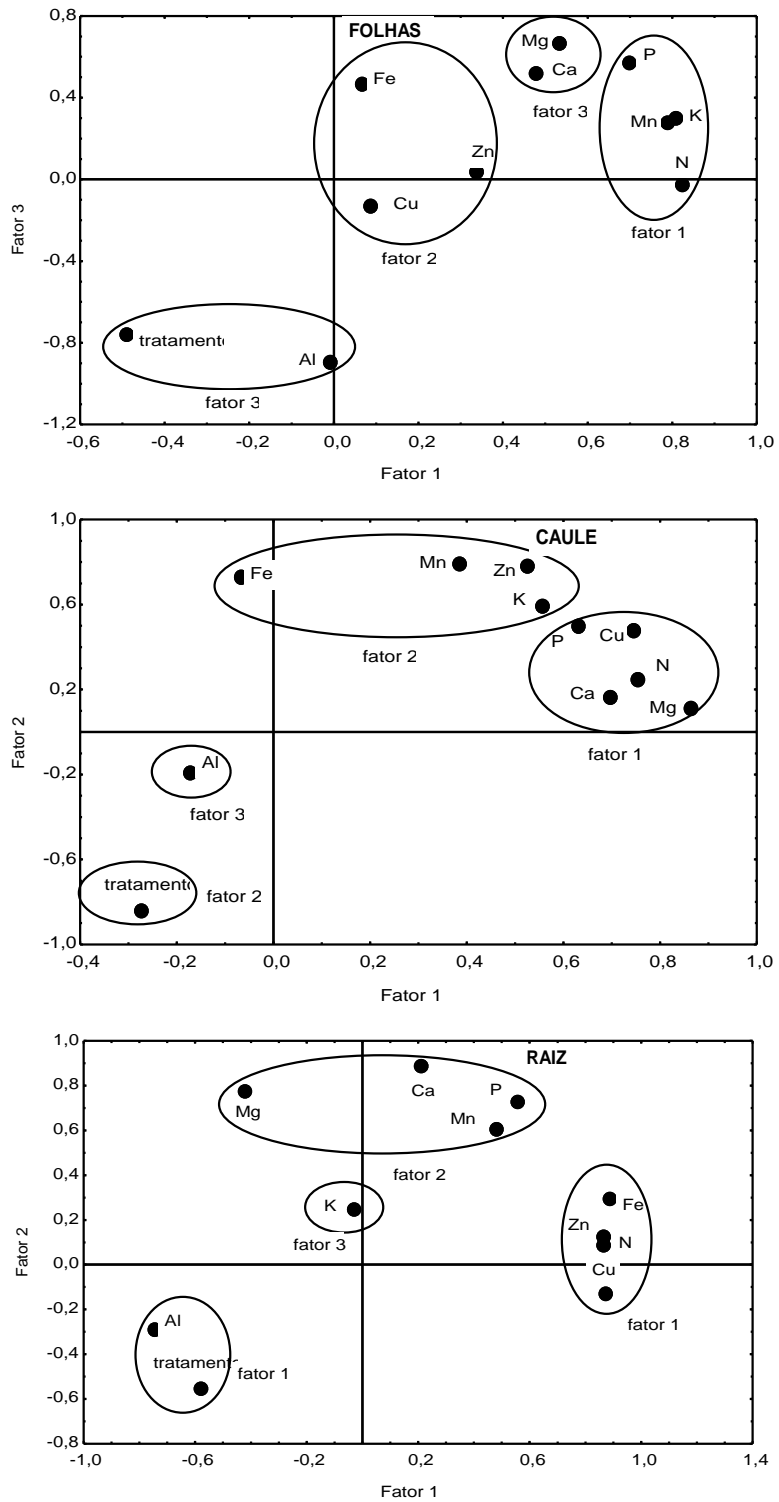 FOLHAS
0,8
0,4
0,0
-0,4
-0,8
-1,2
Fator 3
Mg
Ca
fator 3
P
Mn
K
N
fator 1
Fe
Zn
Cu
fator 2
tratamento
Al
fator 3
-0,6
-0,4
-0,2
0,0
0,2
0,4
0,6
0,8
1,0
Fator 1
CAULE
1,0
0,6
0,2
-0,2
-0,6
-1,0
Fator 2
Fe
Mn
Zn
K
fator 2
P
Cu
N
Ca
Mg
fator 1
Al
fator 3
tratamento
fator 2
-0,4
-0,2
0,0
0,2
0,4
0,6
0,8
1,0
Fator 1
RAIZ
1,0
0,8
0,6
0,4
0,2
0,0
-0,2
-0,4
-0,6
-0,8
Fator 2
Mg
Ca
P
Mn
fator 2
K
fator 3
Fe
Zn
N
Cu
fator 1
Al
tratamento
fator 1
-1,0
-0,6
-0,2
0,2
0,6
1,0
1,4
Fator 1